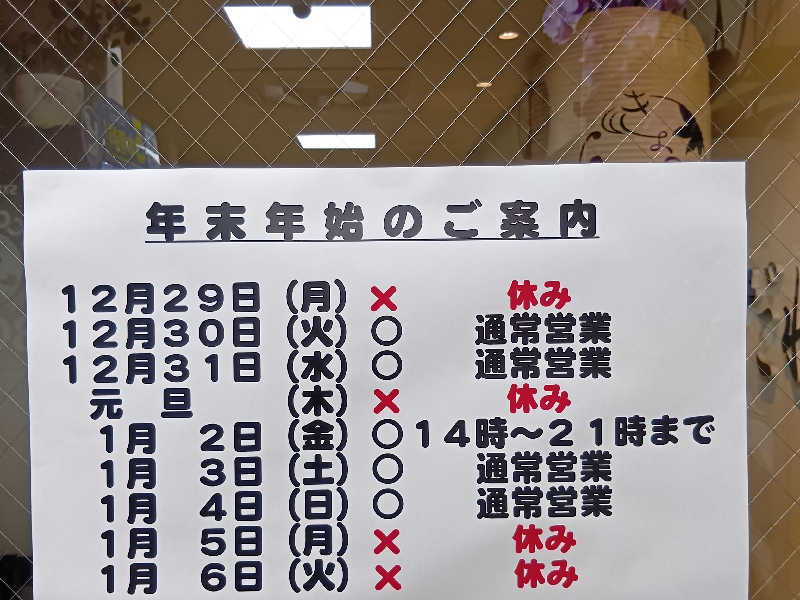 年末年始のご案内
12月29日(月)× 休み
12月30日(火)○ 通常営業
12月31日(水)○ 通常営業
元 旦 (木)× 休み
1月 2日(金)○14時～21時まで
1月 3日(土)○ 通常営業
1月 4日(日)○ 通常営業
1月 5日(月)× 休み
1月 6日(火)× 休み